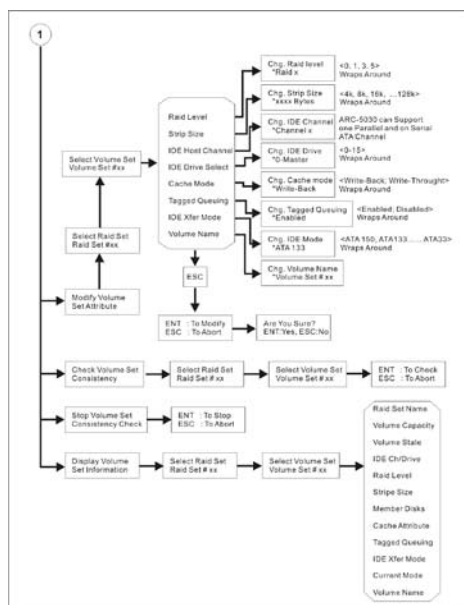 1
Chg. Raid level
*Raid x
<0, 1, 3, 5>
Wraps Around
Chg. Strip Size
*xxxx Bytes
<4k, 8k, 16k, ...128k>
Wraps Around
Chg. IDE Channel
*Channel x
ARC-5030 can Support
one Parallel and on Serial
ATA Channel
Chg. IDE Drive
*0-Master
<0-15>
Wraps Around
Chg. Cache mode
*Write-Back
<Write-Back; Write-Throught>
Wraps Around
Chg. Tagged Queuing
*Enabled
<Enabled, Disabled>
Wraps Around
Chg. IDE Mode
*ATA 133
<ATA 150, ATA133 ..... ATA33>
Wraps Around
Chg. Volume Name
*Volume Set # xx
Raid Level
Strip Size
IDE Host Channel
IDE Drive Select
Cache Mode
Tagged Queuing
IDE Xfer Mode
Volume Name
Select Volume Set
Volume Set #xx
Select Raid Set
Raid Set #xx
Modify Volume
Set Attribute
ESC
ENT : To Modify
ESC : To Abort
Are You Sure?
ENT:Yes, ESC:No
Check Volume Set
Consistency
Select Raid Set
Raid Set # xx
Select Volume Set
Volume Set # xx
ENT : To Check
ESC : To Abort
Stop Volume Set
Consistency Check
ENT : To Stop
ESC : To Abort
Display Volume
Set Information
Select Raid Set
Raid Set # xx
Select Volume Set
Volume Set # xx
Raid Set Name
Volume Capacity
Volume State
IDE Ch/Drive
Raid Level
Stripe Size
Member Disks
Cache Attribute
Tagged Queuing
IDE Xfer Mode
Current Mode
Volume Name